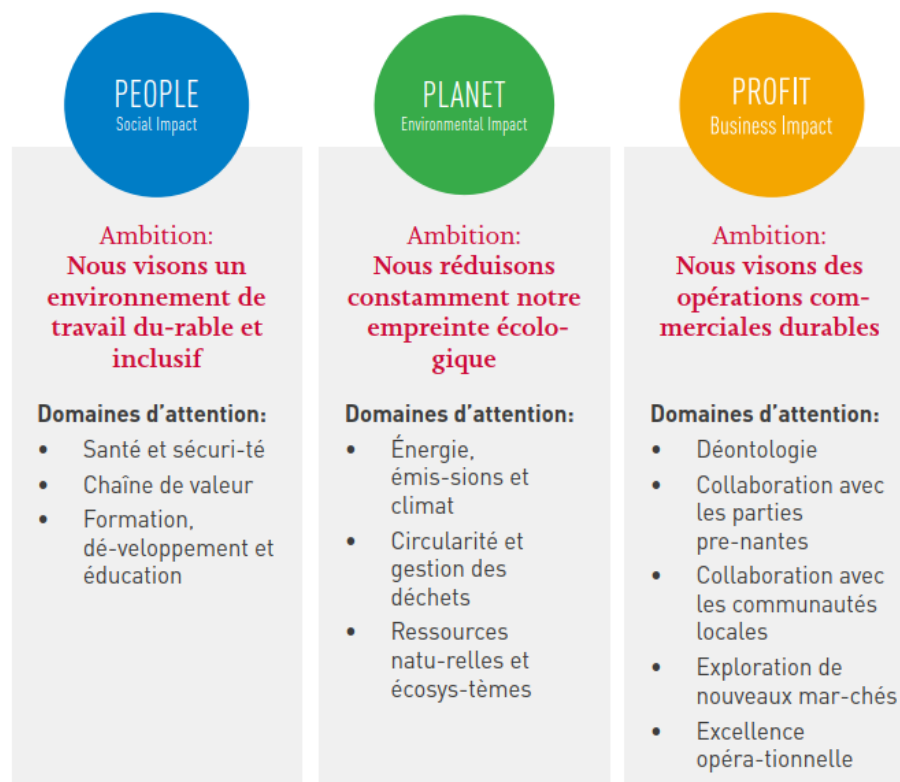 PEOPLE
Social Impact
Ambition:
Nous visons un
environnement de
travail du-rable et
inclusif
Domaines d’attention:
• Santé et sécuri-té
• Chaîne de valeur
• Formation,
dé-veloppement et
éducation
PLANET
Environmental Impact
Ambition:
Nous réduisons
constamment notre
empreinte écolo-
gique
Domaines d’attention:
• Énergie,
émis-sions et
climat
• Circularité et
gestion des
déchets
• Ressources
natu-relles et
écosys-tèmes
PROFIT
Business Impact
Ambition:
Nous visons des
opérations com-
merciales durables
Domaines d’attention:
• Déontologie
• Collaboration avec
les parties
pre-nantes
• Collaboration avec
les communautés
locales
• Exploration de
nouveaux mar-chés
• Excellence
opéra-tionnelle